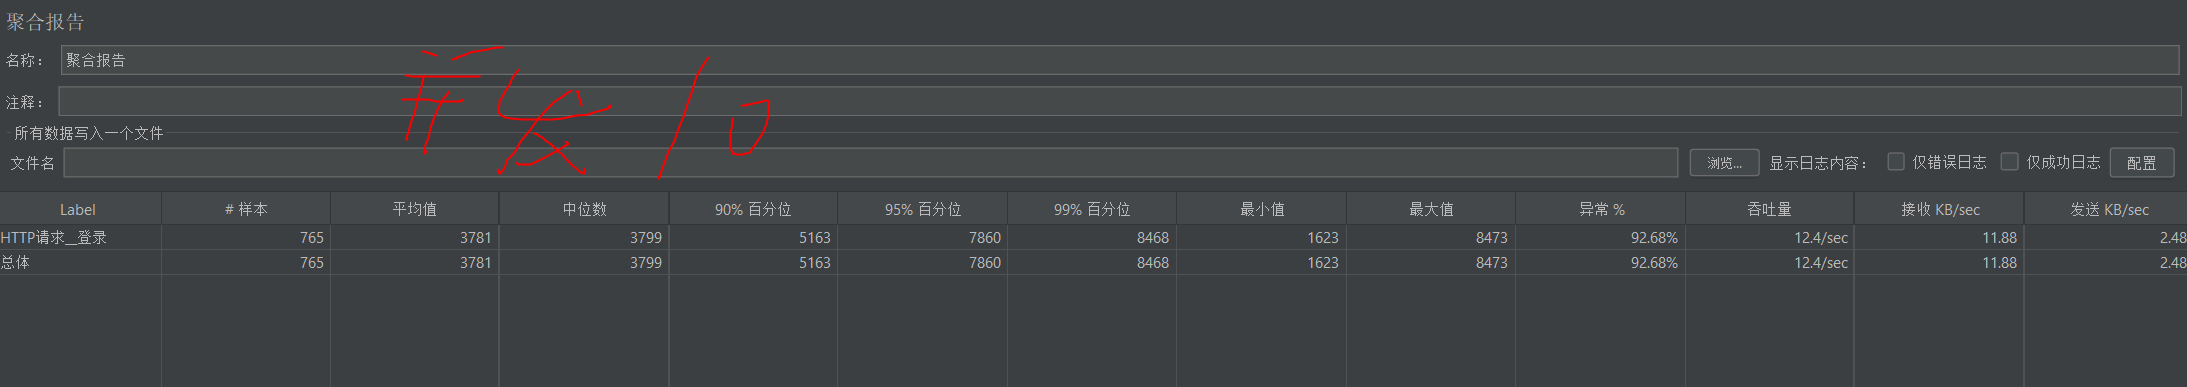 聚合报告
名称： 聚合报告
注释：
所有数据写入一个文件
文件名 浏览... 显示日志内容： 仅错误日志 仅成功日志 配置
Label # 样本 平均值 中位数 90% 百分位 95% 百分位 99% 百分位 最小值 最大值 异常 % 吞吐量 接收 KB/sec 发送 KB/sec
HTTP请求__登录 765 3781 3799 5163 7860 8468 1623 8473 92.68% 12.4/sec 11.88 2.48
总体 765 3781 3799 5163 7860 8468 1623 8473 92.68% 12.4/sec 11.88 2.48